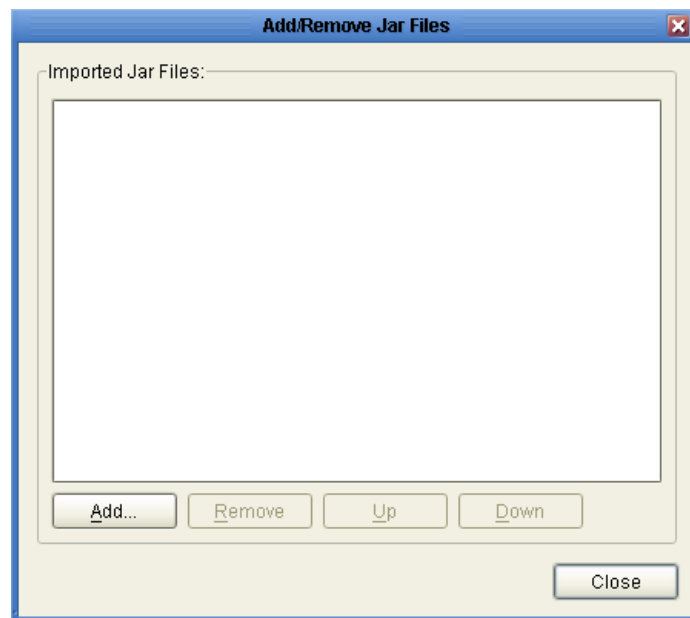 Add/Remove Jar Files
Imported Jar Files:
Add... Remove Up Down
Close